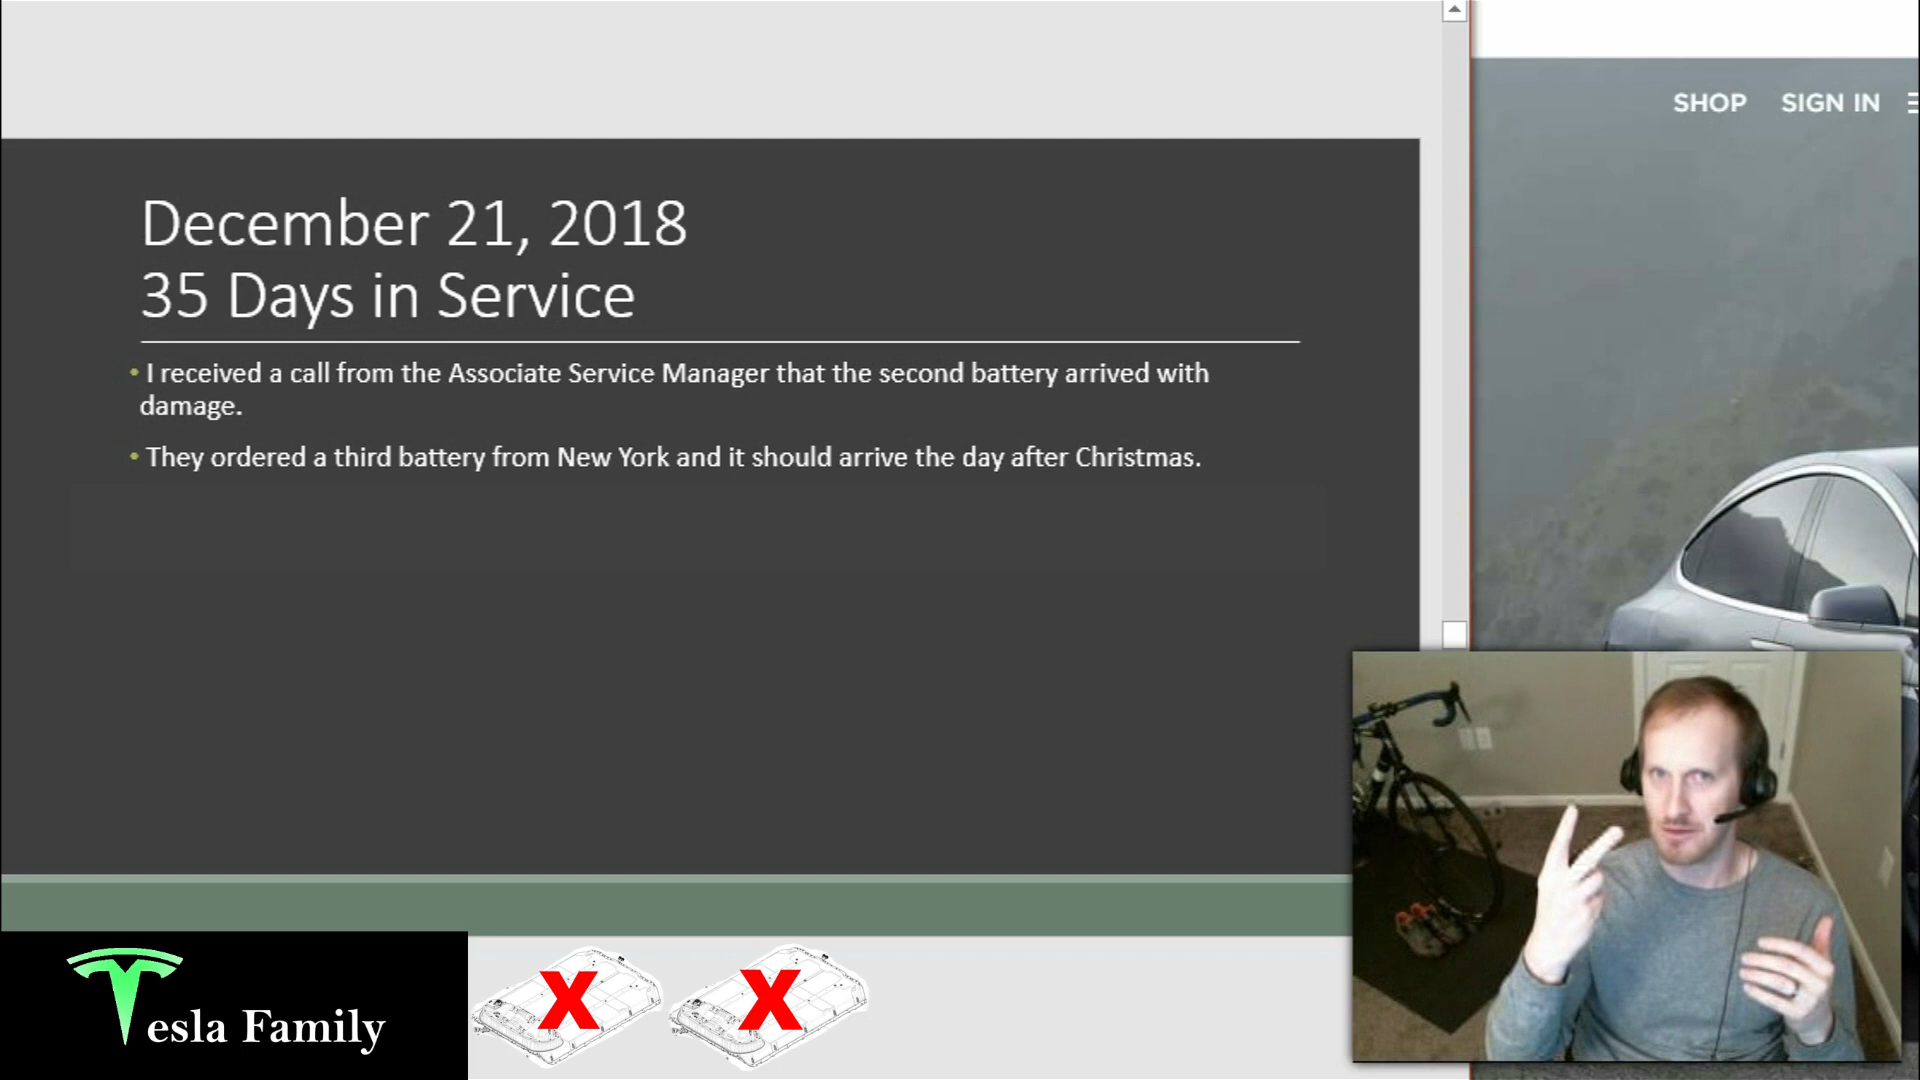 SHOP SIGN IN
December 21, 2018
35 Days in Service
• I received a call from the Associate Service Manager that the second battery arrived with
damage.
• They ordered a third battery from New York and it should arrive the day after Christmas.
Tesla Family
X X